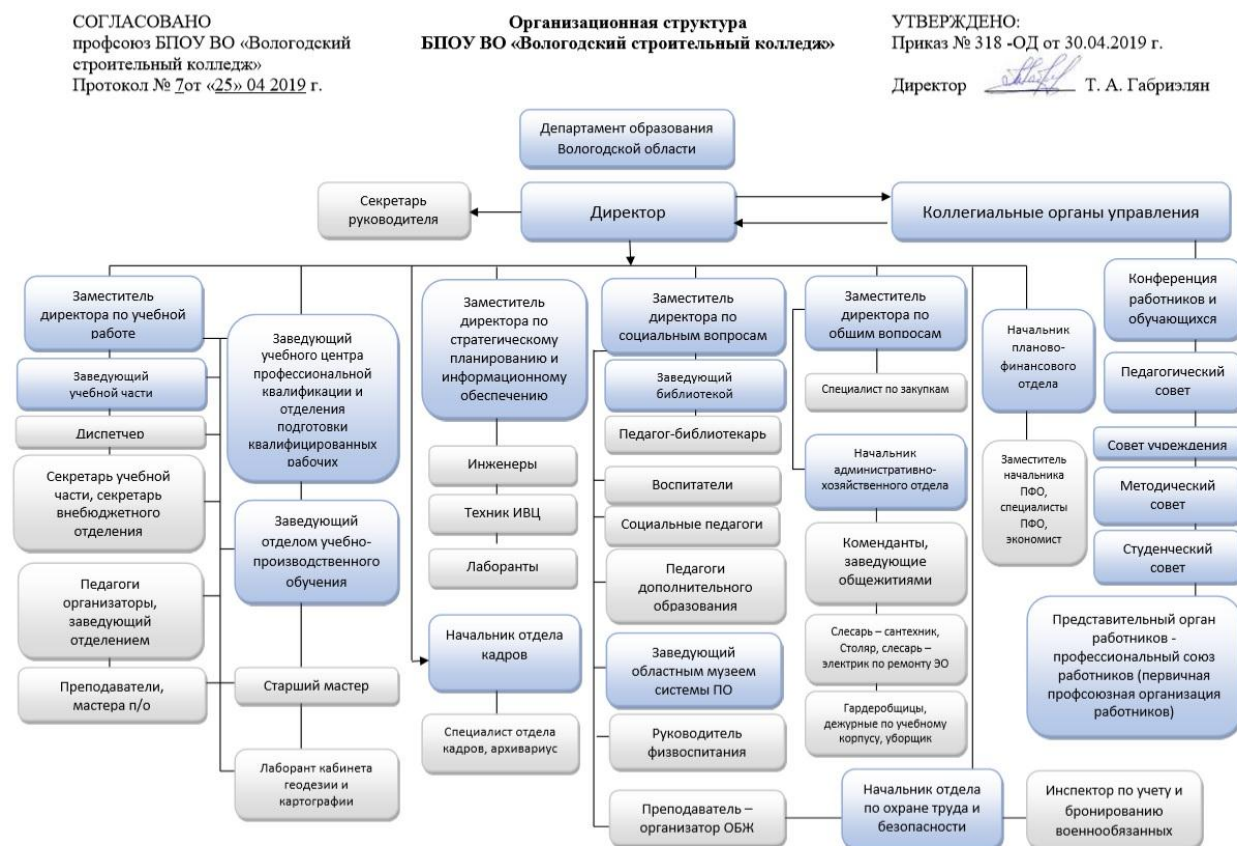 СОГЛАСОВАНО
профсоюз БПОУ ВО «Вологодский
строительный колледж»
Протокол № 7от «25» 04 2019 г.
Организационная структура
БПОУ ВО «Вологодский строительный колледж»
УТВЕРЖДЕНО:
Приказ № 318 -ОД от 30.04.2019 г.
Директор Т. А. Габриэлян
Департамент образования
Вологодской области
Секретарь
руководителя
Директор
Коллегиальные органы управления
Заместитель
директора по учебной
работе
Заведующий
учебной части
Диспетчер
Секретарь учебной
части, секретарь
внебюджетного
отделения
Педагоги
организаторы,
заведующий
отделением
Преподаватели,
мастера п/о
Заведующий
учебного центра
профессиональной
квалификации и
отделения
подготовки
квалифицированных
рабочих
Заведующий
отделом учебно-
производственного
обучения
Старший мастер
Лаборант кабинета
геодезии и
картографии
Заместитель
директора по
стратегическому
планированию и
информационному
обеспечению
Инженеры
Техник ИВЦ
Лаборанты
Начальник отдела
кадров
Специалист отдела
кадров, архивариус
Заместитель
директора по
социальным вопросам
Заведующий
библиотекой
Педагог-библиотекарь
Воспитатели
Социальные педагоги
Педагоги
дополнительного
образования
Заведующий
областным музеем
системы ПО
Руководитель
физвоспитания
Преподаватель –
организатор ОБЖ
Заместитель
директора по
общим вопросам
Специалист по закупкам
Начальник
административно-
хозяйственного отдела
Коменданты,
заведующие
общежитиями
Слесарь – сантехник,
Столяр, слесарь –
электрик по ремонту ЭО
Гардеробщицы,
дежурные по учебному
корпусу, уборщик
Начальник отдела
по охране труда и
безопасности
Инспектор по учету и
бронированию
военнообязанных
Начальник
планово-
финансового
отдела
Заместитель
начальника
ПФО,
специалисты
ПФО,
экономист
Конференция
работников и
обучающихся
Педагогический
совет
Совет учреждения
Методический
совет
Студенческий
совет
Представительный орган
работников -
профессиональный союз
работников (первичная
профсоюзная организация
работников)